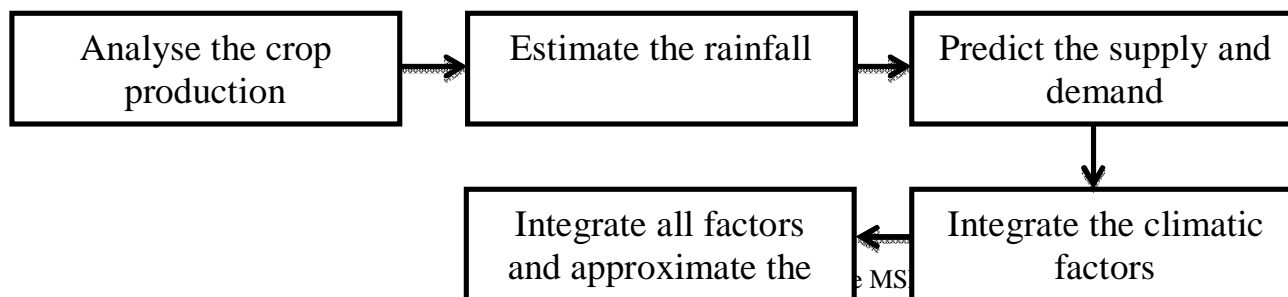 Analyse the crop
production
Estimate the rainfall
Predict the supply and
demand
Integrate the climatic
factors
Integrate all factors
and approximate the